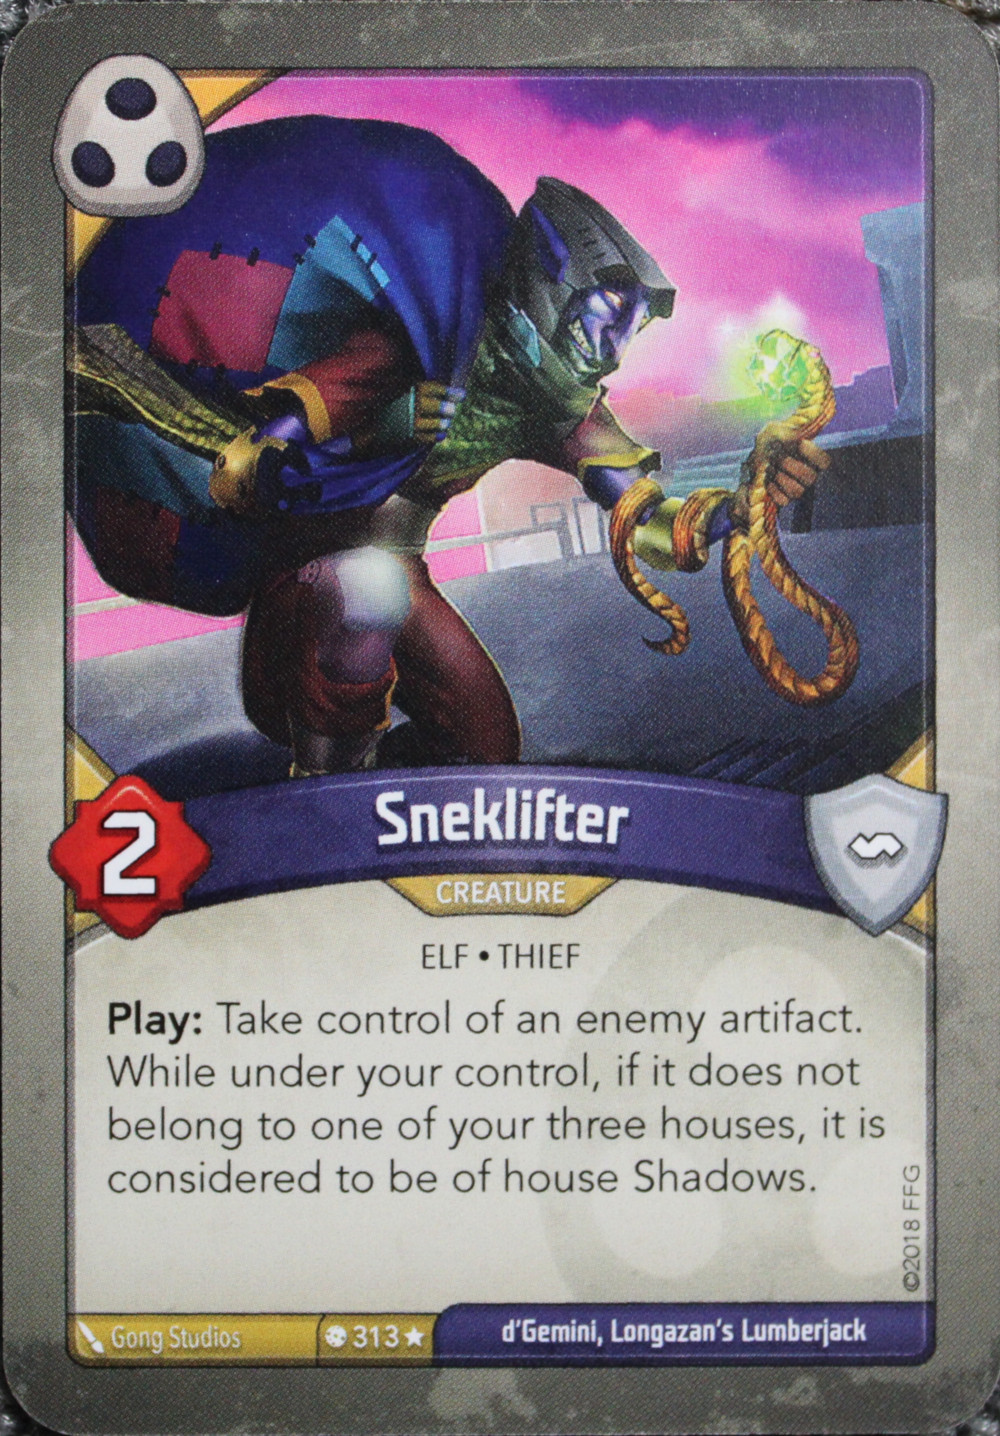 2
Sneklifter
CREATURE
ELF • THIEF
Play: Take control of an enemy artifact.
While under your control, if it does not
belong to one of your three houses, it is
considered to be of house Shadows.
©2018 FFG
Gong Studios
313★
d'Gemini, Longazan's Lumberjack